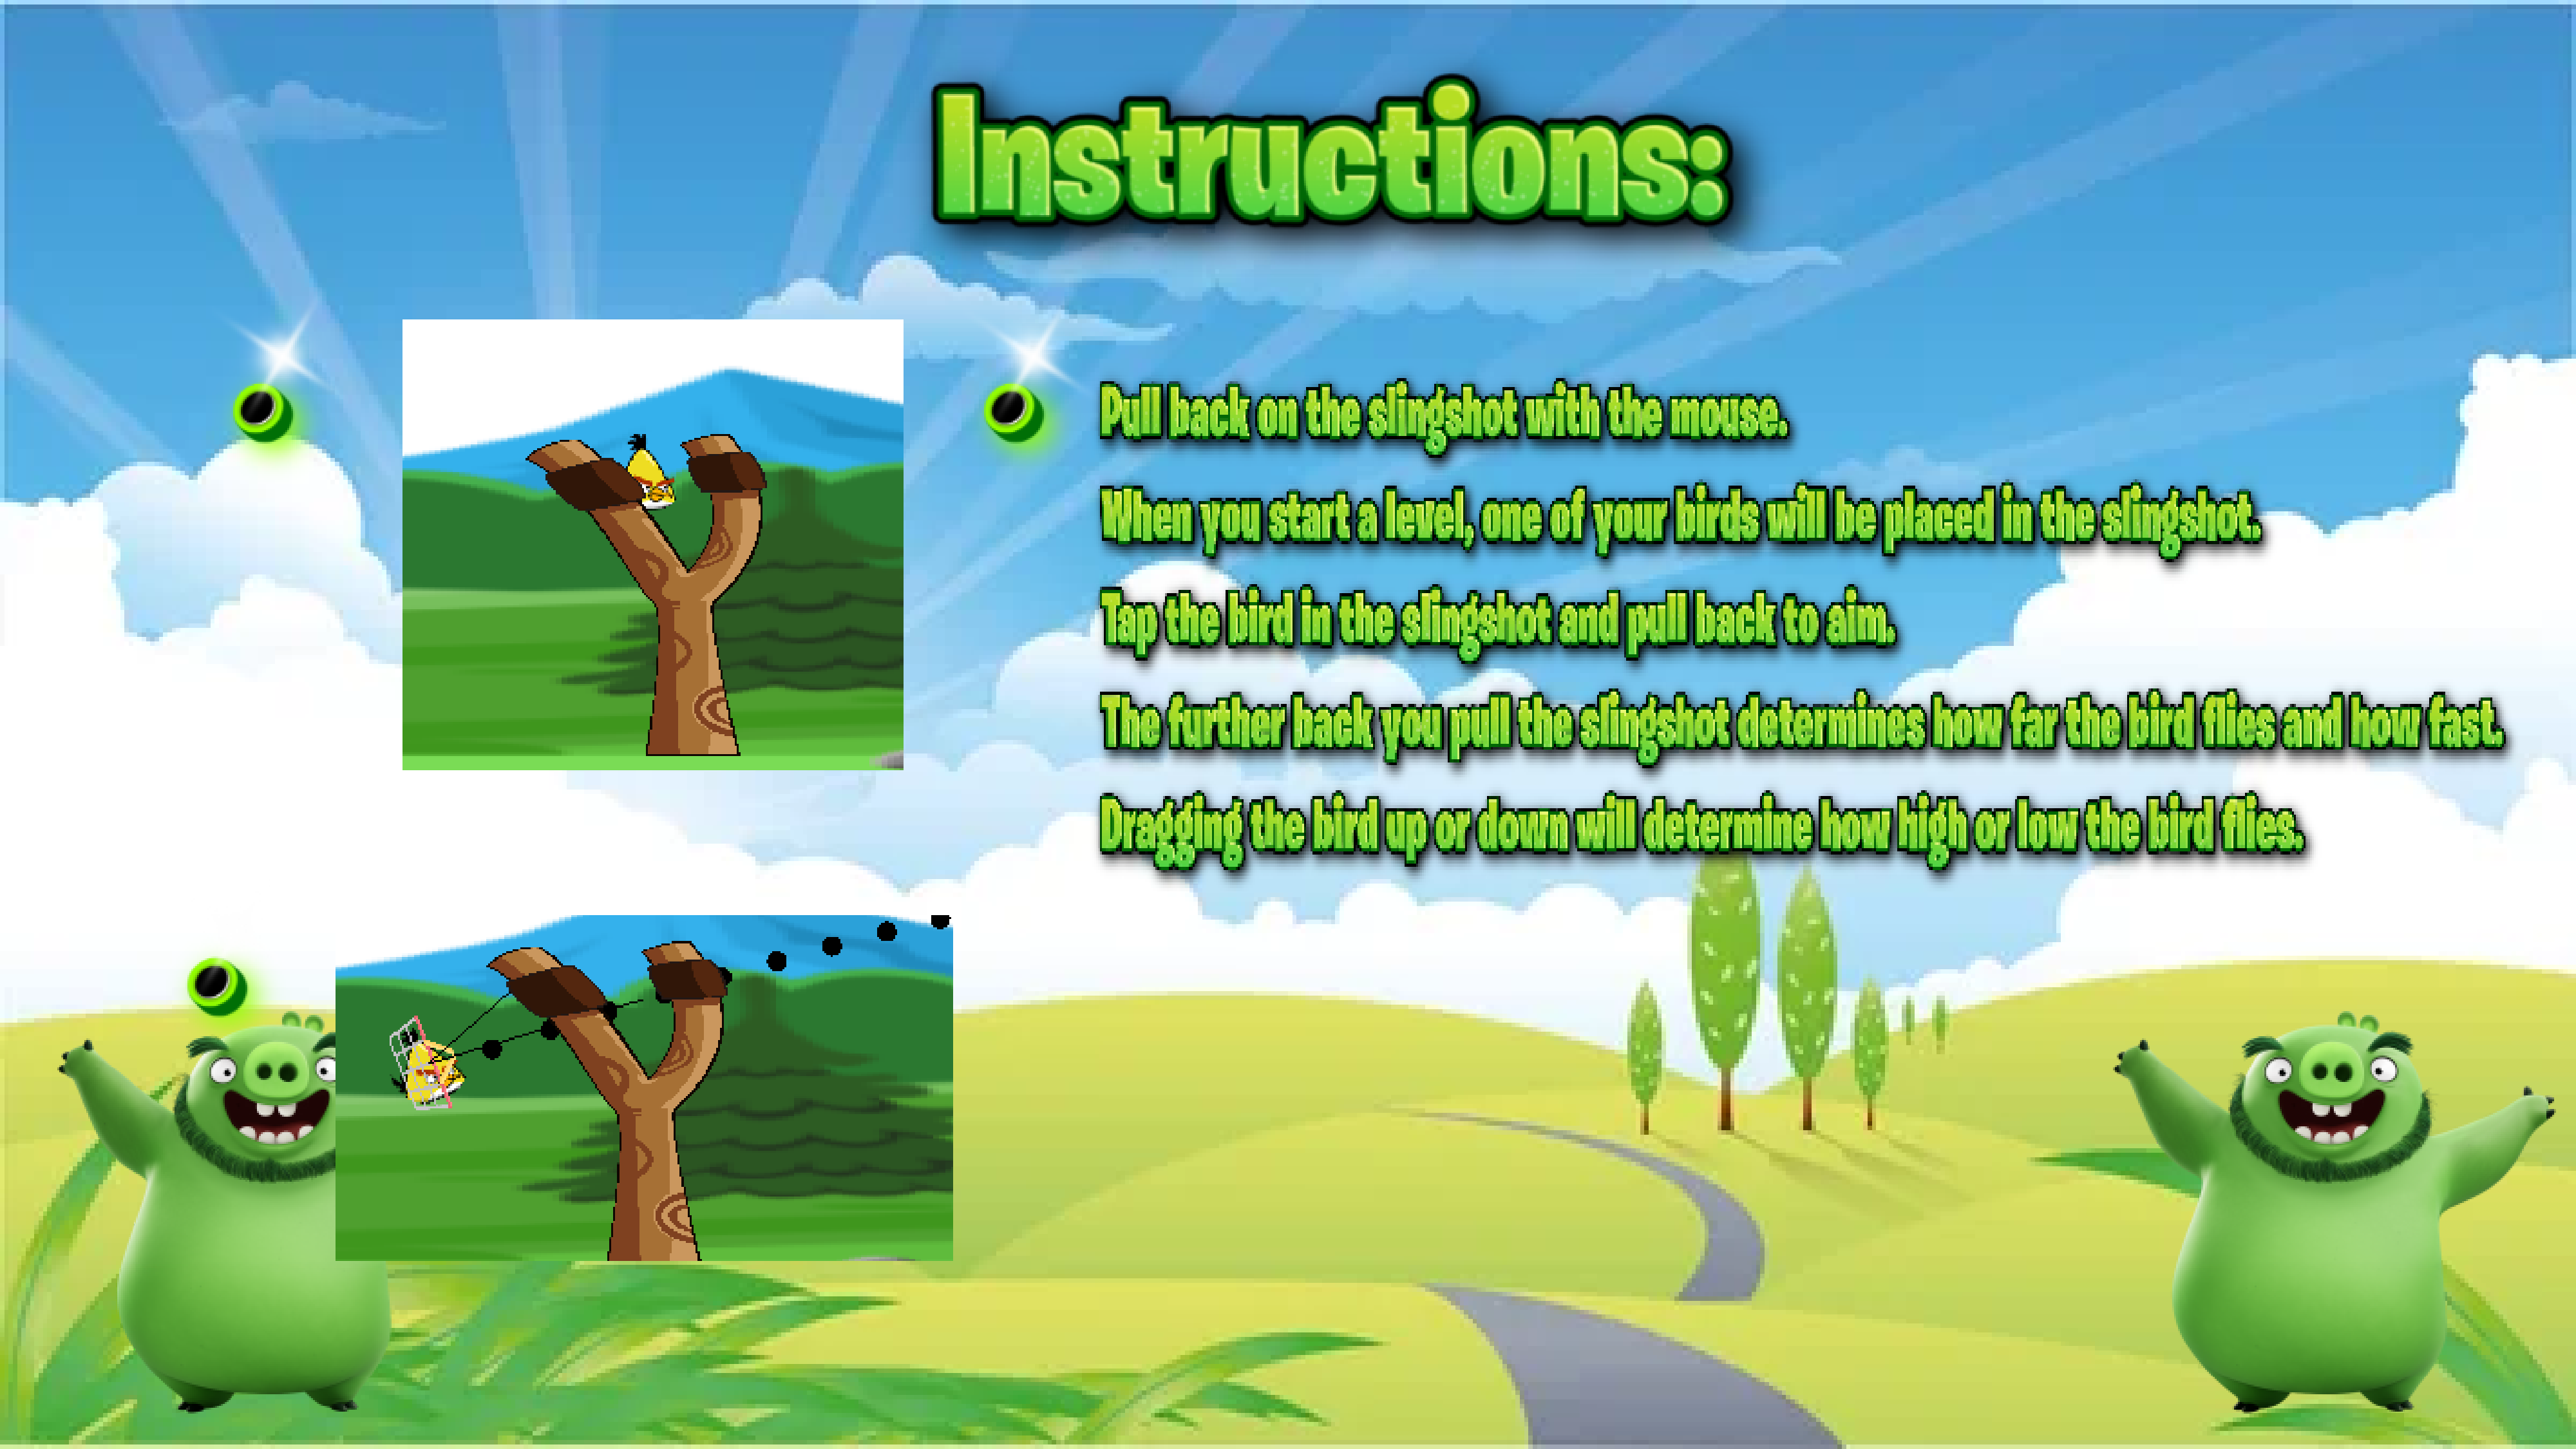 Instructions:
Pull back on the slingshot with the mouse.
When you start a level, one of your birds will be placed in the slingshot.
Tap the bird in the slingshot and pull back to aim.
The further back you pull the slingshot determines how far the bird flies and how fast.
Dragging the bird up or down will determine how high or low the bird flies.